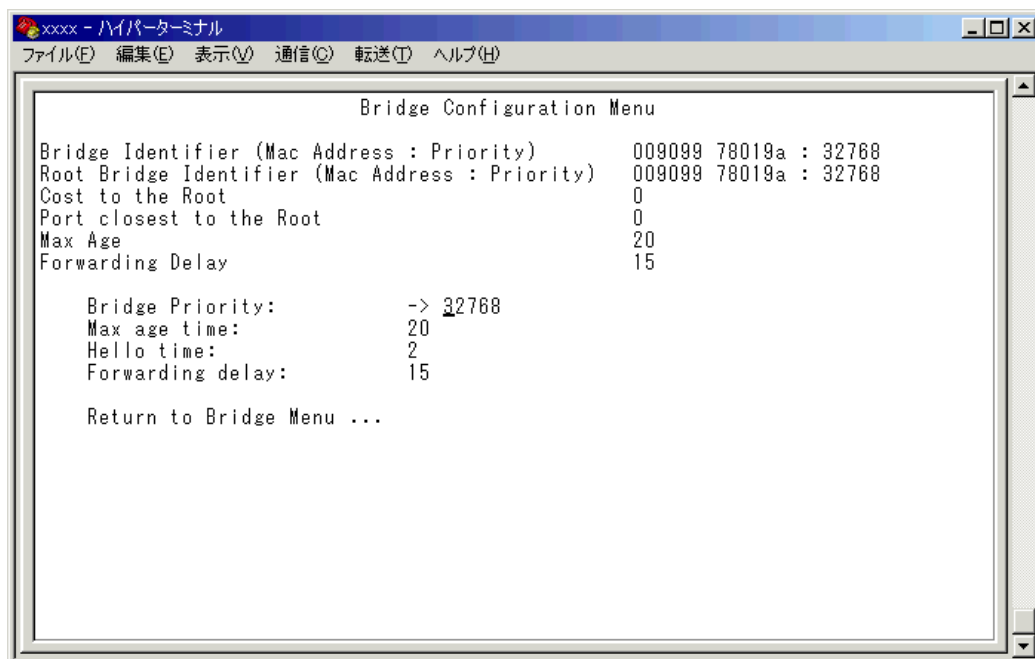 xxxx - ハイパーターミナル
ファイル(F) 編集(E) 表示(V) 通信(C) 転送(T) ヘルプ(H)
Bridge Configuration Menu
Bridge Identifier (Mac Address : Priority) 009099 78019a : 32768
Root Bridge Identifier (Mac Address : Priority) 009099 78019a : 32768
Cost to the Root 0
Port closest to the Root 0
Max Age 20
Forwarding Delay 15
Bridge Priority: -> 32768
Max age time: 20
Hello time: 2
Forwarding delay: 15
Return to Bridge Menu ...